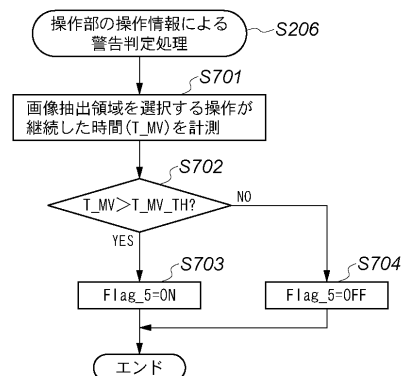 操作部の操作情報による
警告判定処理
S206
S701
画像抽出領域を選択する操作が
継続した時間(T_MV)を計測
S702
T_MV>T_MV_TH?
NO
YES
S703
Flag_5=ON
S704
Flag_5=OFF
エンド